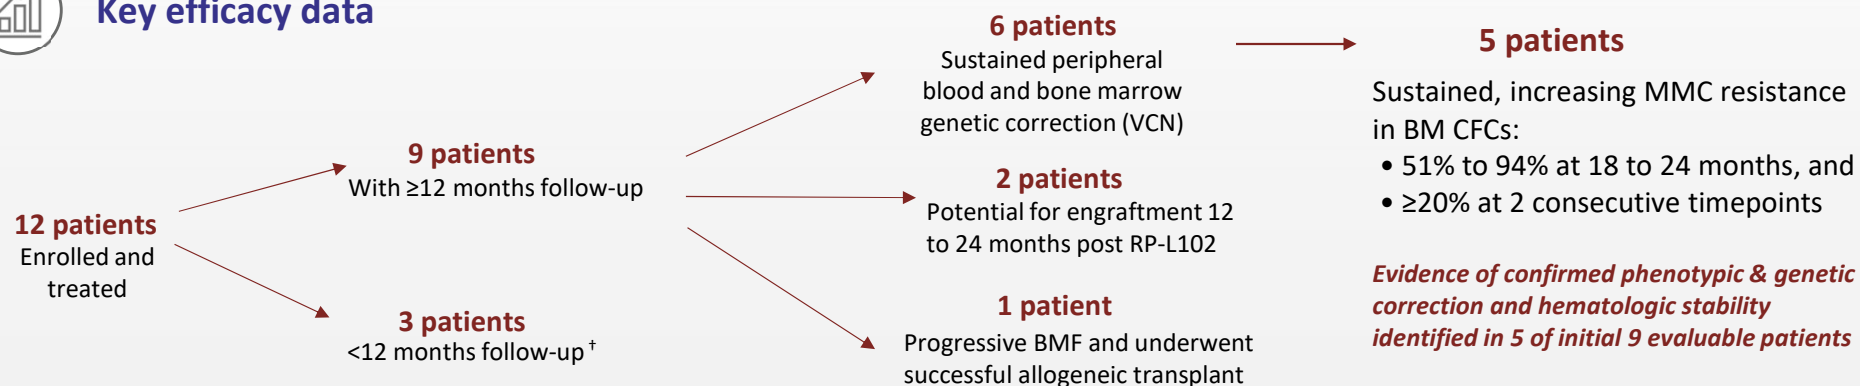 Key efficacy data
12 patients
Enrolled and
treated
9 patients
With ≥12 months follow-up
3 patients
<12 months follow-up †
6 patients
Sustained peripheral
blood and bone marrow
genetic correction (VCN)
2 patients
Potential for engraftment 12
to 24 months post RP-L102
1 patient
Progressive BMF and underwent
successful allogeneic transplant
5 patients
Sustained, increasing MMC resistance
in BM CFCs:
• 51% to 94% at 18 to 24 months, and
• ≥20% at 2 consecutive timepoints
Evidence of confirmed phenotypic & genetic
correction and hematologic stability
identified in 5 of initial 9 evaluable patients